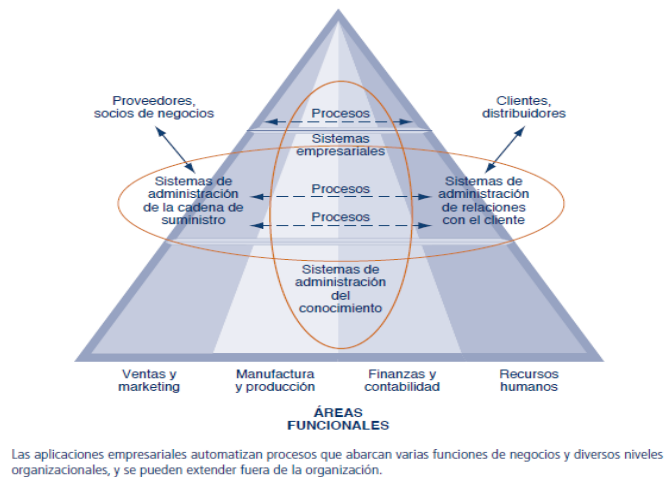 Proveedores,
socios de negocios
Clientes,
distribuidores
Procesos
Sistemas
empresariales
Sistemas de
administración
de la cadena de
suministro
Procesos
Procesos
Sistemas de
administración
de relaciones
con el cliente
Sistemas de
administración
del
conocimiento
Ventas y
marketing
Manufactura
y producción
Finanzas y
contabilidad
Recursos
humanos
ÁREAS
FUNCIONALES
Las aplicaciones empresariales automatizan procesos que abarcan varias funciones de negocios y diversos niveles
organizacionales, y se pueden extender fuera de la organización.